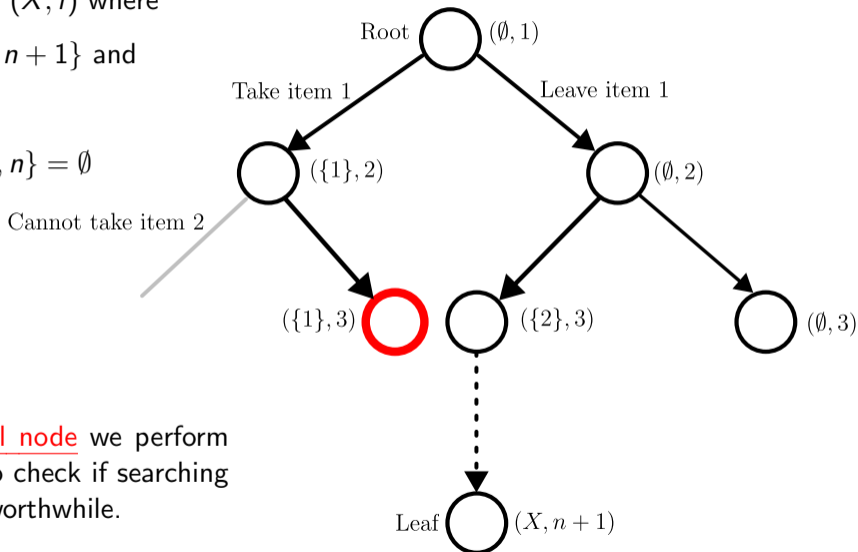 (X, i) where
n + 1} and
n} = ∅
l node we perform
check if searching
worthwhile.
Root
(∅, 1)
Take item 1
Leave item 1
({1}, 2)
(∅, 2)
Cannot take item 2
({1}, 3)
({2}, 3)
(∅, 3)
Leaf
(X, n + 1)